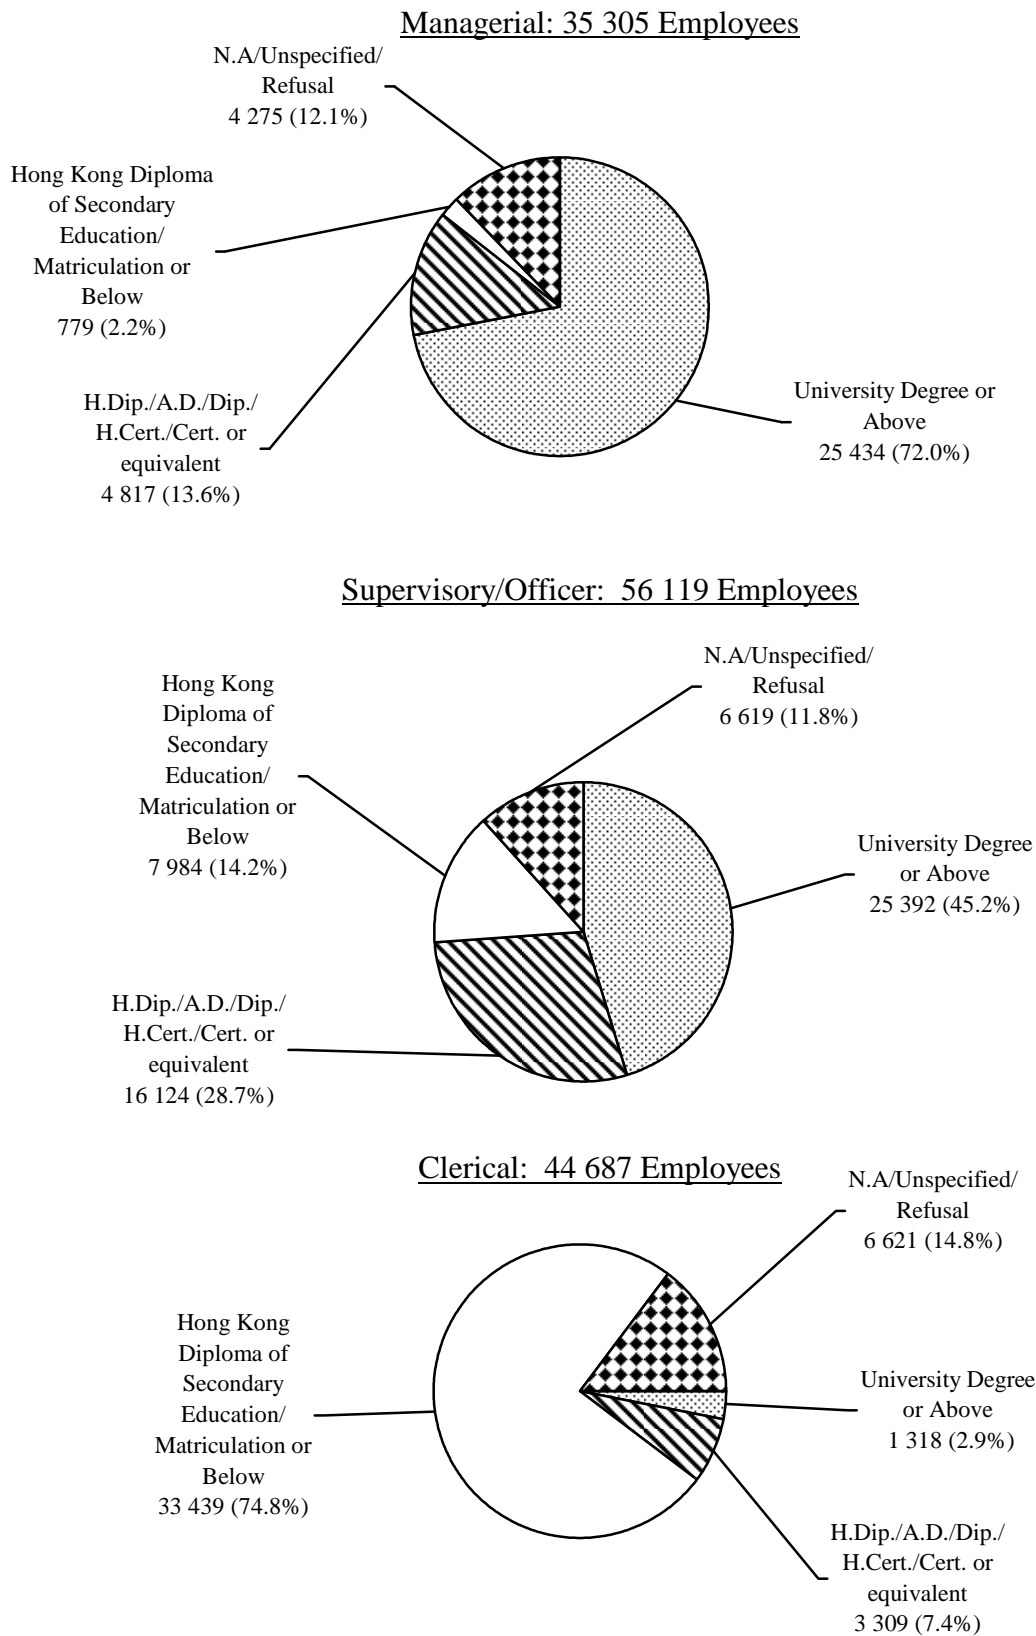 Managerial: 35 305 Employees
N.A/Unspecified/
Refusal
4 275 (12.1%)
Hong Kong Diploma
of Secondary
Education/
Matriculation or
Below
779 (2.2%)
H.Dip./A.D./Dip./
H.Cert./Cert. or
equivalent
4 817 (13.6%)
University Degree or
Above
25 434 (72.0%)
Supervisory/Officer:  56 119 Employees
N.A/Unspecified/
Refusal
6 619 (11.8%)
Hong Kong
Diploma of
Secondary
Education/
Matriculation or
Below
7 984 (14.2%)
University Degree
or Above
25 392 (45.2%)
H.Dip./A.D./Dip./
H.Cert./Cert. or
equivalent
16 124 (28.7%)
Clerical:  44 687 Employees
N.A/Unspecified/
Refusal
6 621 (14.8%)
Hong Kong
Diploma of
Secondary
Education/
Matriculation or
Below
33 439 (74.8%)
University Degree
or Above
1 318 (2.9%)
H.Dip./A.D./Dip./
H.Cert./Cert. or
equivalent
3 309 (7.4%)